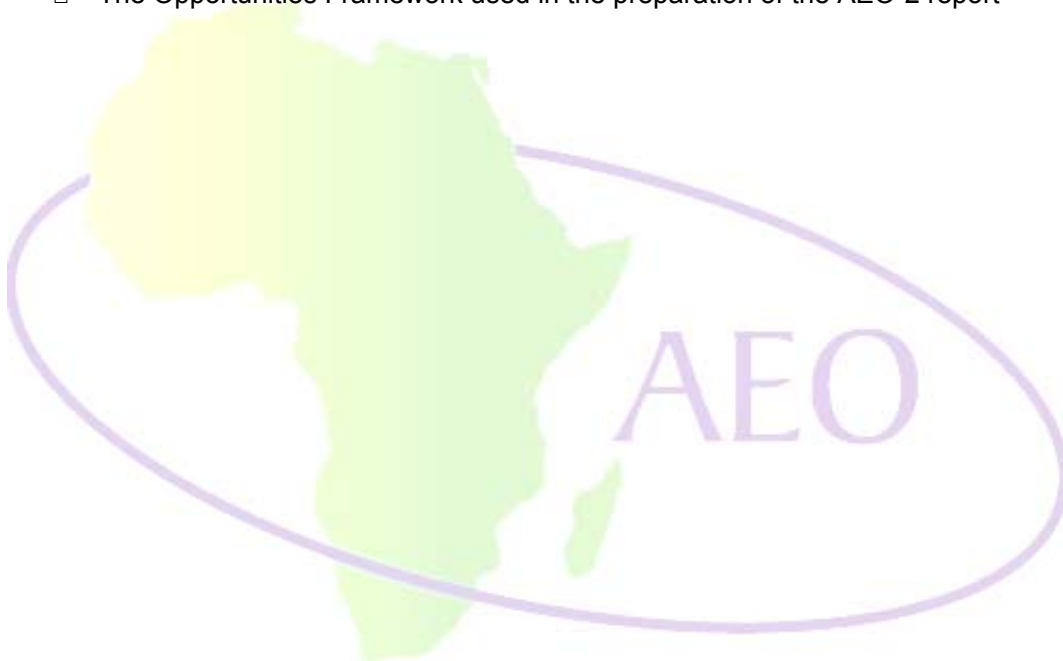 The Opportunities Framework used in the preparation of the AEO-2 report
AEO